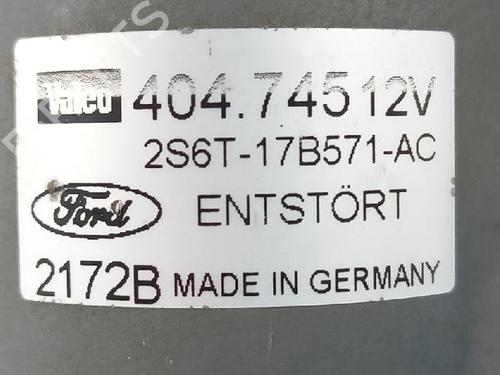 Valeo 404.745 12V
2S6T-17B571-AC
Ford ENTSTÖRT
2172B MADE IN GERMANY